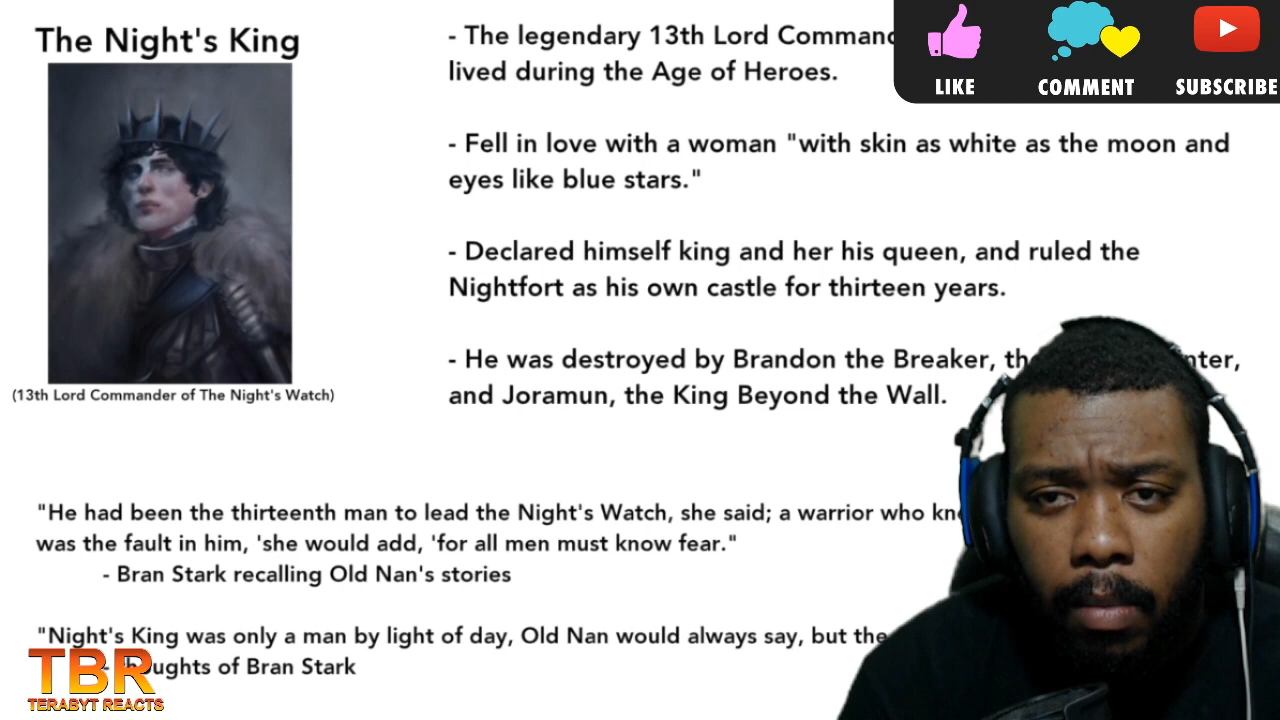 The Night's King
(13th Lord Commander of The Night's Watch)
- The legendary 13th Lord
lived during the Age of Heroes.
- Fell in love with a woman "with skin as white as the moon and
eyes like blue stars."
- Declared himself king and her his queen, and ruled the
Nightfort as his own castle for thirteen years.
- He was destroyed by Brandon the Breaker,
and Joramun, the King Beyond the Wall.
"He had been the thirteenth man to lead the Night's Watch, she said; a warrior who
was the fault in him, 'she would add, 'for all men must know fear."
- Bran Stark recalling Old Nan's stories
"Night's King was only a man by light of day, Old Nan would always say, but
of Bran Stark
LIKE
COMMENT
SUBSCRIBE
TBR
TERABYT REACTS